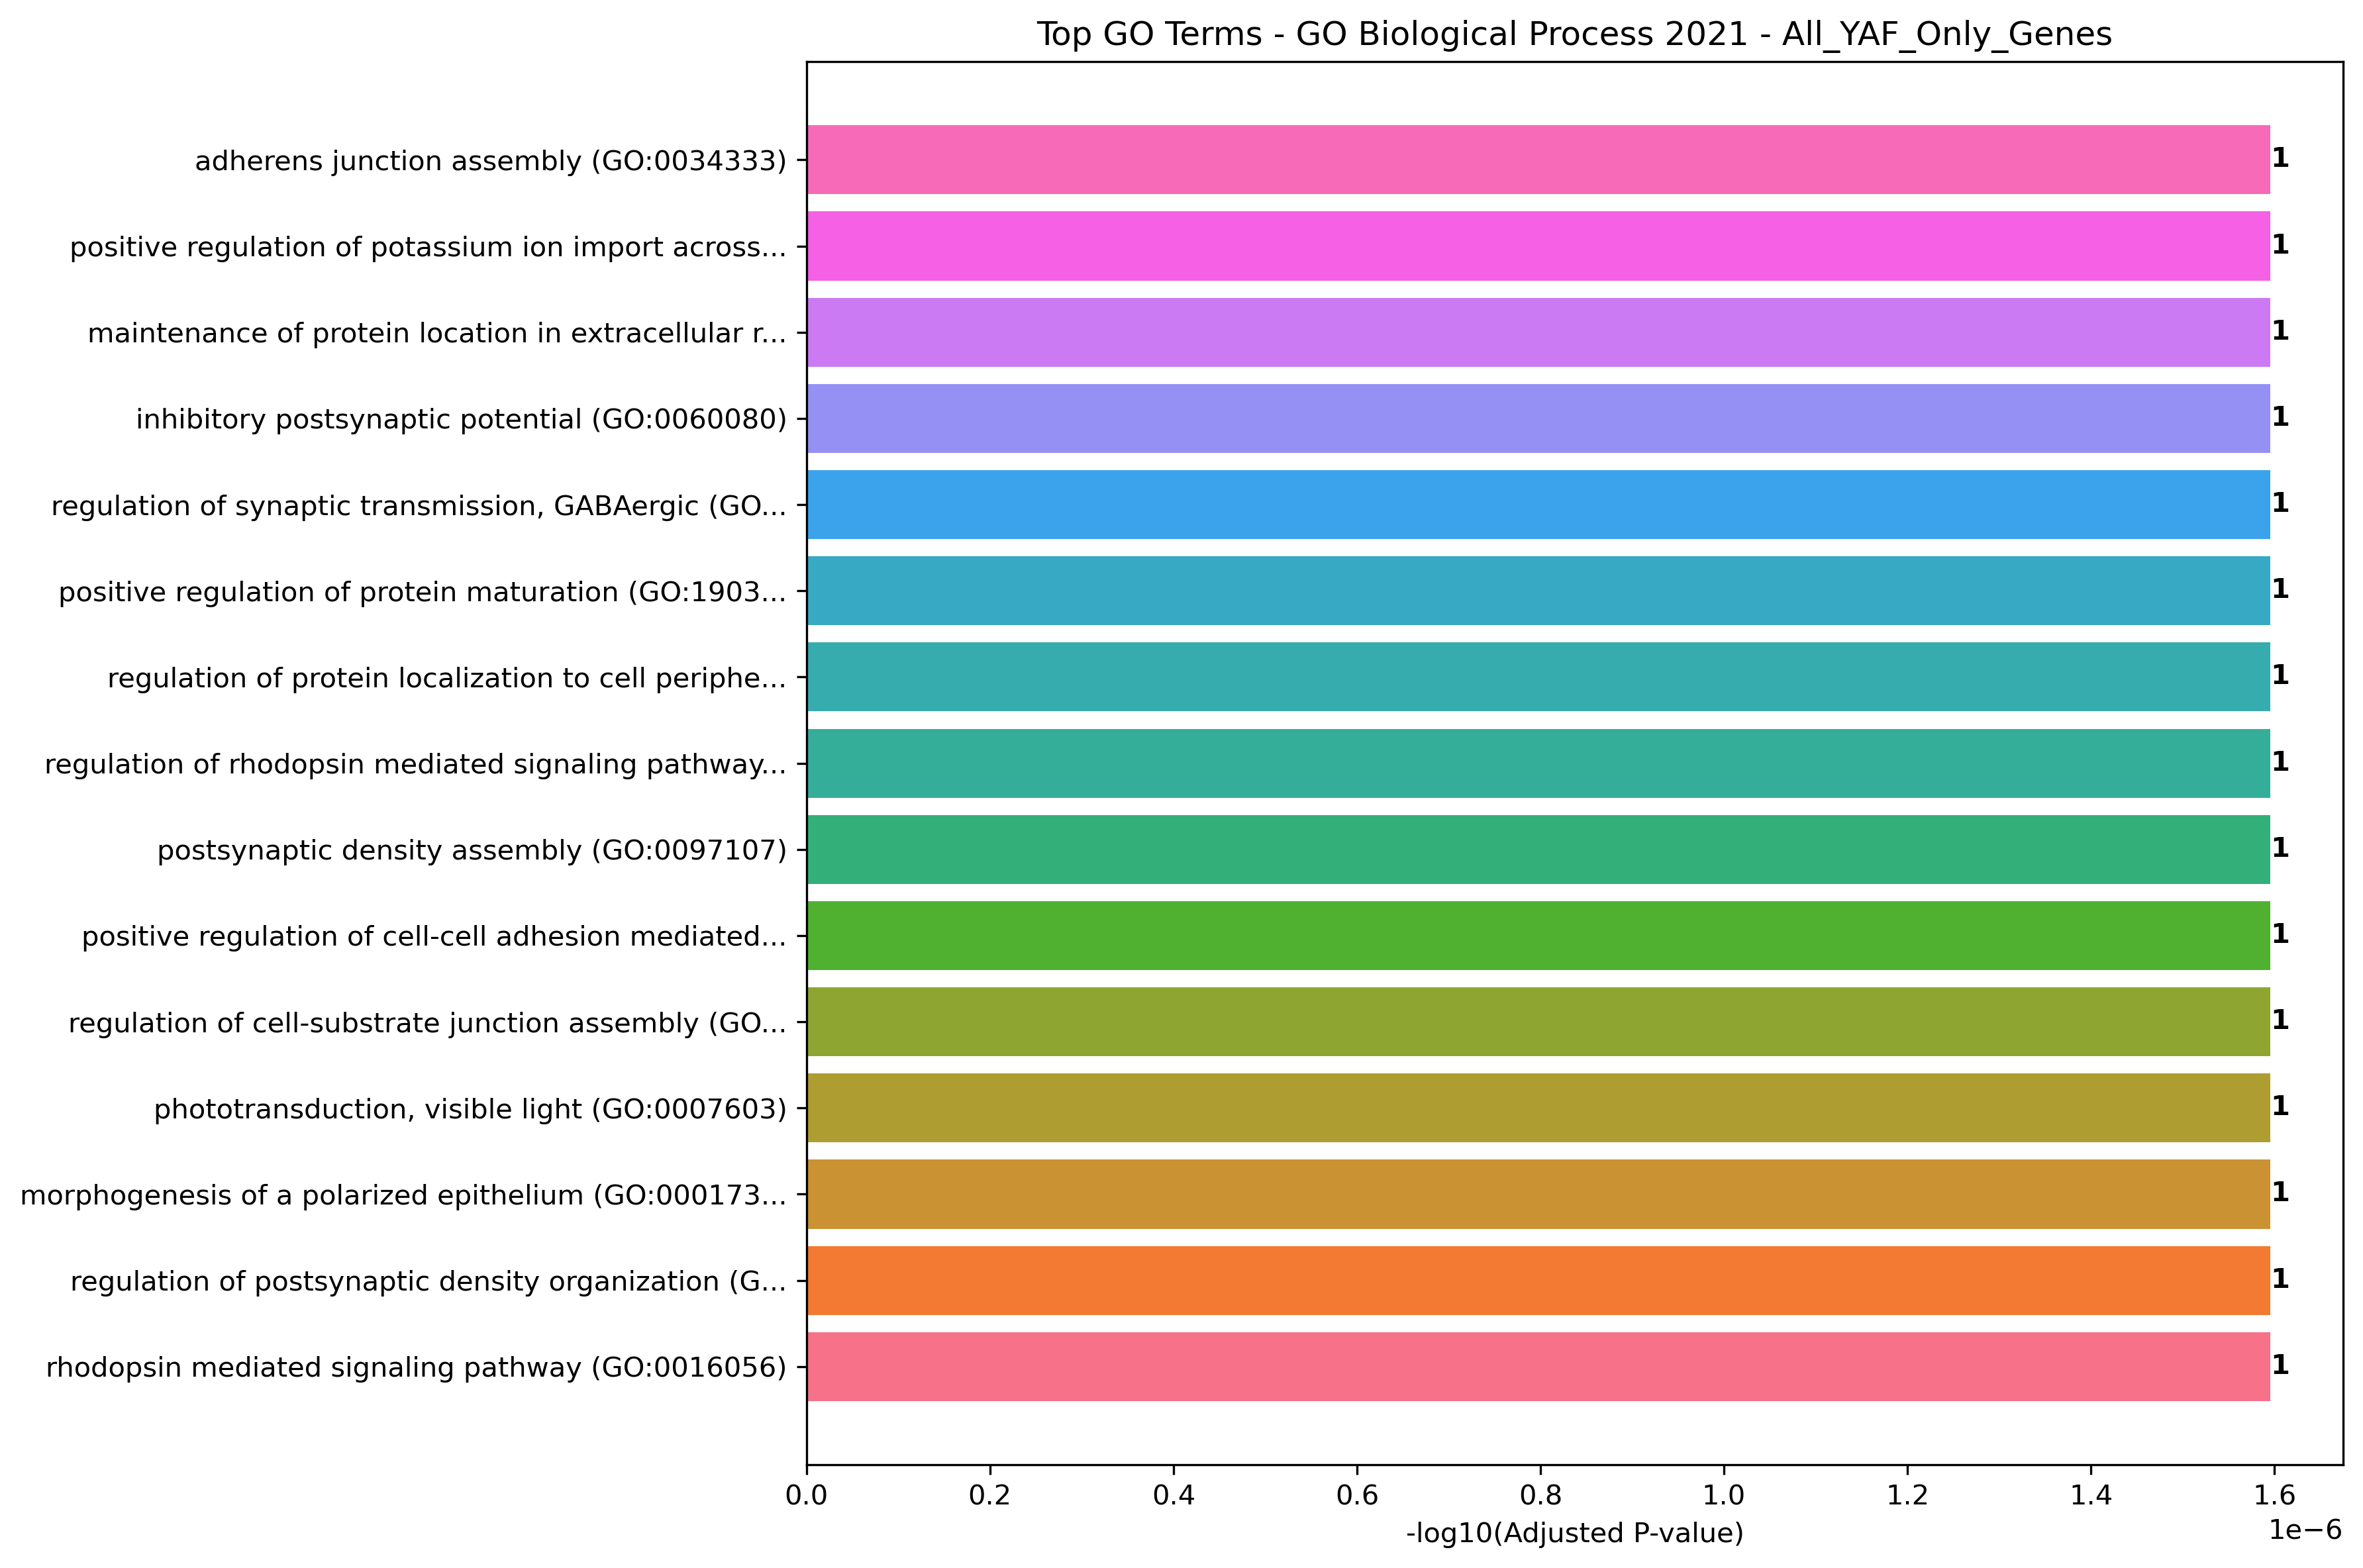 Top GO Terms - GO Biological Process 2021 - All_YAF_Only_Genes
adherens junction assembly (GO:0034333) 1
positive regulation of potassium ion import across... 1
maintenance of protein location in extracellular r... 1
inhibitory postsynaptic potential (GO:0060080) 1
regulation of synaptic transmission, GABAergic (GO... 1
positive regulation of protein maturation (GO:1903... 1
regulation of protein localization to cell periphe... 1
regulation of rhodopsin mediated signaling pathway... 1
postsynaptic density assembly (GO:0097107) 1
positive regulation of cell-cell adhesion mediated... 1
regulation of cell-substrate junction assembly (GO... 1
phototransduction, visible light (GO:0007603) 1
morphogenesis of a polarized epithelium (GO:000173... 1
regulation of postsynaptic density organization (G... 1
rhodopsin mediated signaling pathway (GO:0016056) 1
0.0 0.2 0.4 0.6 0.8 1.0 1.2 1.4 1.6
-log10(Adjusted P-value) 1e−6